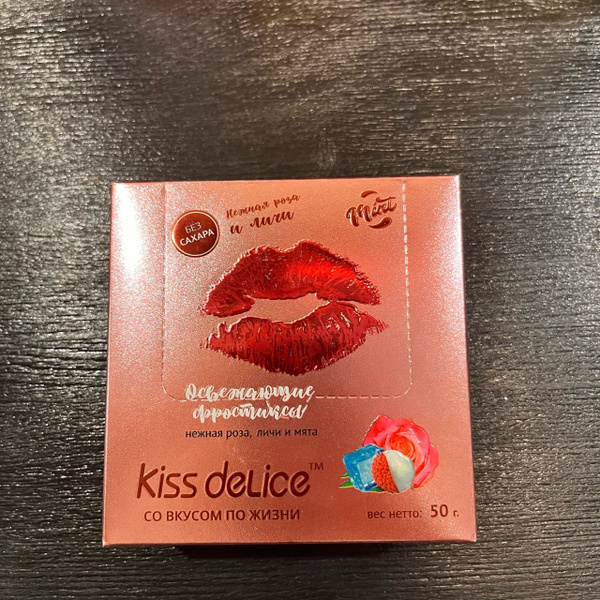 БЕЗ
САХАРА
Нежная роза
и личи
Mint
Освежающие
фростиксы
нежная роза, личи и мята
Kiss deLice™
СО ВКУСОМ ПО ЖИЗНИ
вес нетто: 50 г.